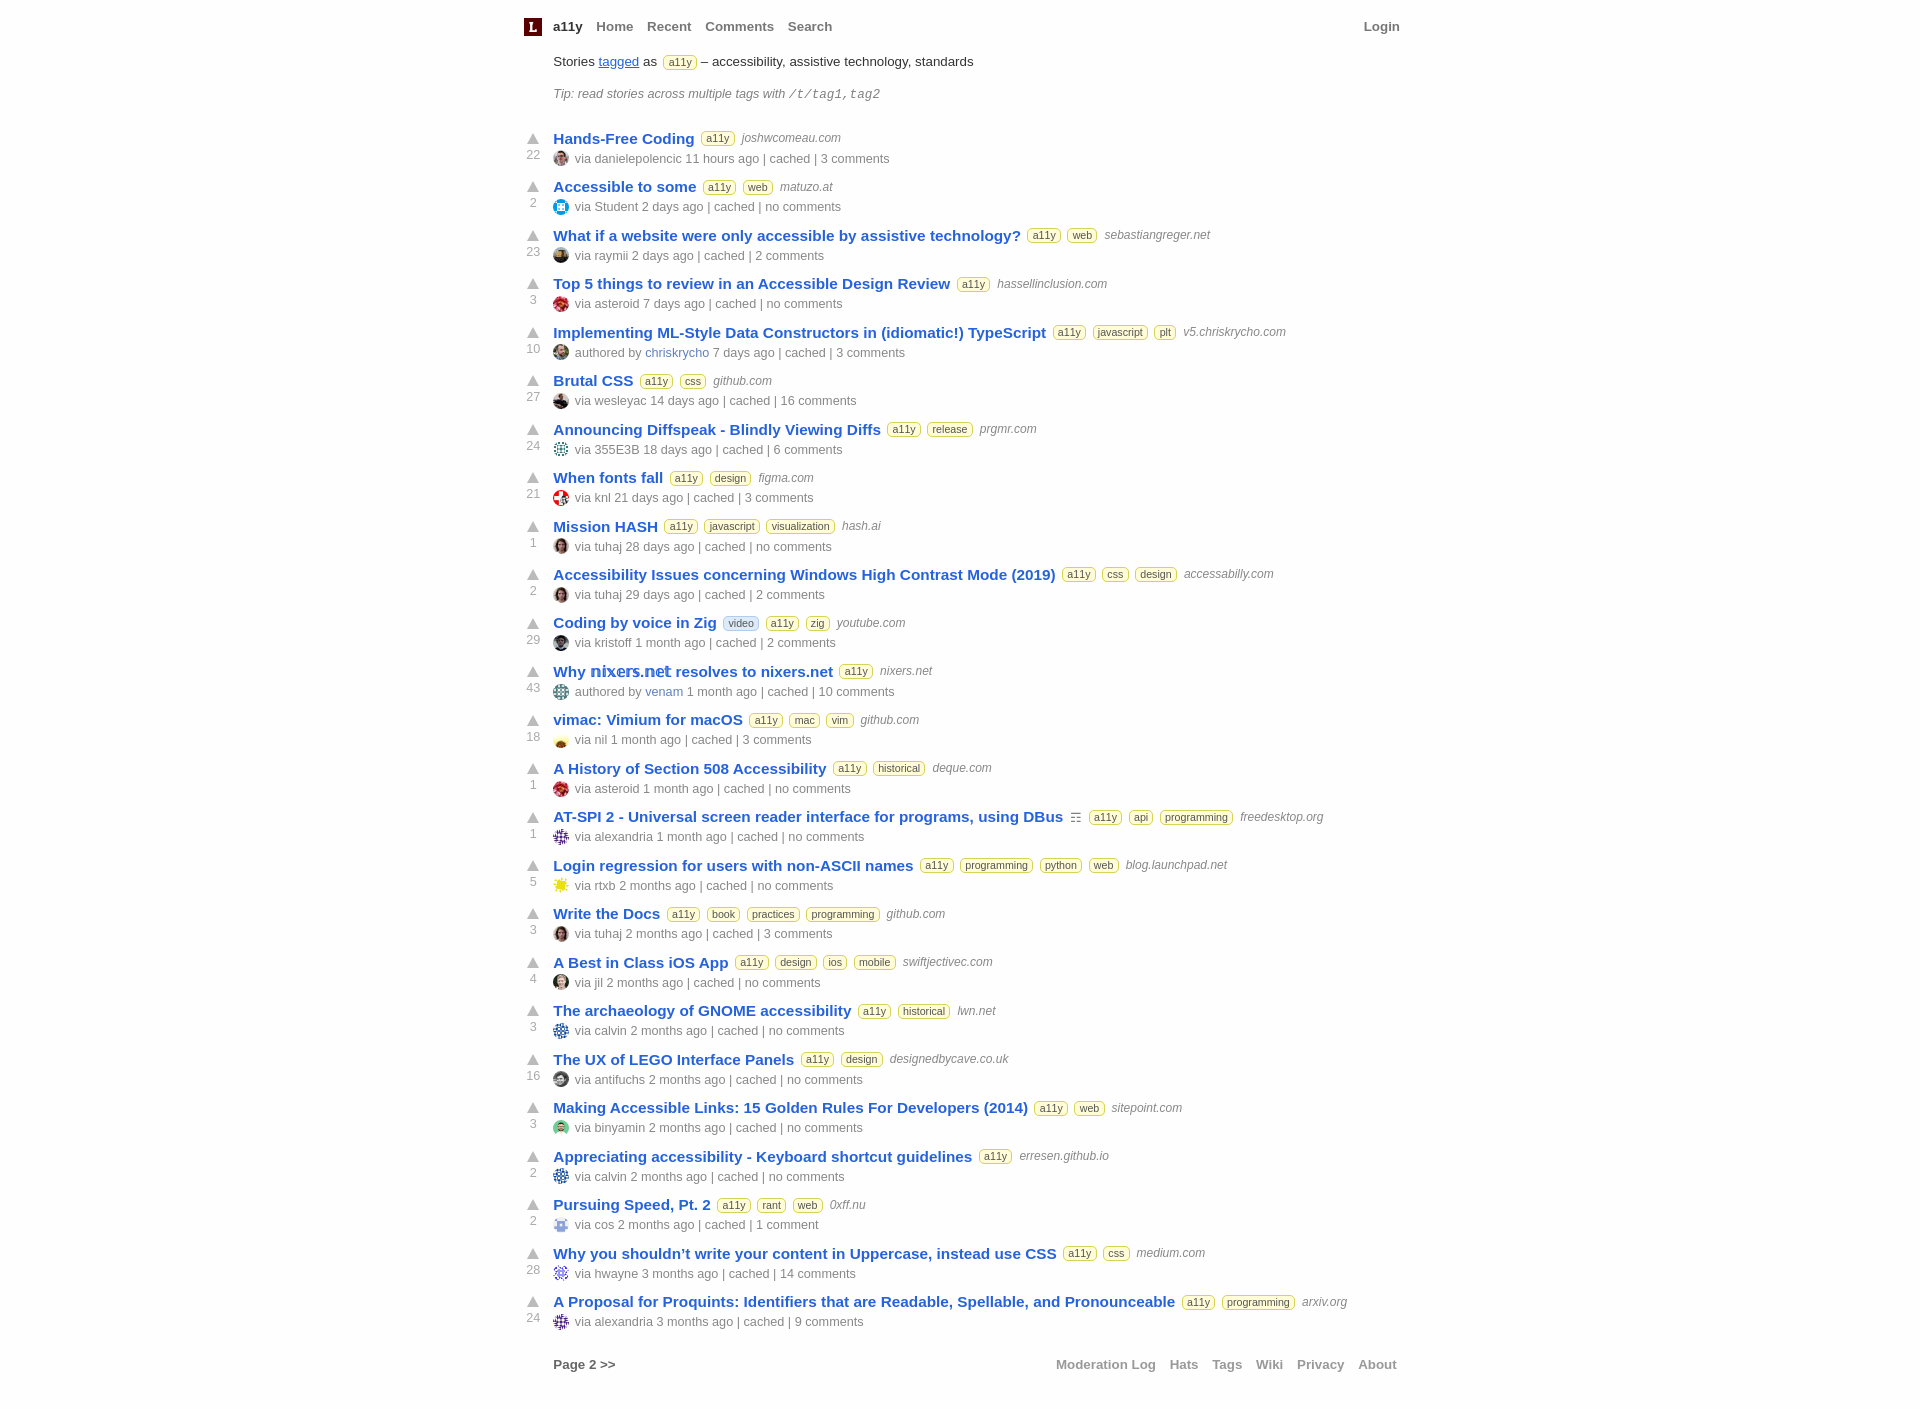 L a11y Home Recent Comments Search Login
Stories tagged as a11y – accessibility, assistive technology, standards
Tip: read stories across multiple tags with /t/tag1,tag2
Hands-Free Coding a11y joshwcomeau.com
22 via danielepolencic 11 hours ago | cached | 3 comments
Accessible to some a11y web matuzo.at
2 via Student 2 days ago | cached | no comments
What if a website were only accessible by assistive technology? a11y web sebastiangreger.net
23 via raymii 2 days ago | cached | 2 comments
Top 5 things to review in an Accessible Design Review a11y hassellinclusion.com
3 via asteroid 7 days ago | cached | no comments
Implementing ML-Style Data Constructors in (idiomatic!) TypeScript a11y javascript plt v5.chriskrycho.com
10 authored by chriskrycho 7 days ago | cached | 3 comments
Brutal CSS a11y css github.com
27 via wesleyac 14 days ago | cached | 16 comments
Announcing Diffspeak - Blindly Viewing Diffs a11y release prgmr.com
24 via 355E3B 18 days ago | cached | 6 comments
When fonts fall a11y design figma.com
21 via knl 21 days ago | cached | 3 comments
Mission HASH a11y javascript visualization hash.ai
1 via tuhaj 28 days ago | cached | no comments
Accessibility Issues concerning Windows High Contrast Mode (2019) a11y css design accessabilly.com
2 via tuhaj 29 days ago | cached | 2 comments
Coding by voice in Zig video a11y zig youtube.com
29 via kristoff 1 month ago | cached | 2 comments
Why 𝕟𝕚𝕩𝕖𝕣𝕤.𝕟𝕖𝕥 resolves to nixers.net a11y nixers.net
43 authored by venam 1 month ago | cached | 10 comments
vimac: Vimium for macOS a11y mac vim github.com
18 via nil 1 month ago | cached | 3 comments
A History of Section 508 Accessibility a11y historical deque.com
1 via asteroid 1 month ago | cached | no comments
AT-SPI 2 - Universal screen reader interface for programs, using DBus ☶ a11y api programming freedesktop.org
1 via alexandria 1 month ago | cached | no comments
Login regression for users with non-ASCII names a11y programming python web blog.launchpad.net
5 via rtxb 2 months ago | cached | no comments
Write the Docs a11y book practices programming github.com
3 via tuhaj 2 months ago | cached | 3 comments
A Best in Class iOS App a11y design ios mobile swiftjectivec.com
4 via jil 2 months ago | cached | no comments
The archaeology of GNOME accessibility a11y historical lwn.net
3 via calvin 2 months ago | cached | no comments
The UX of LEGO Interface Panels a11y design designedbycave.co.uk
16 via antifuchs 2 months ago | cached | no comments
Making Accessible Links: 15 Golden Rules For Developers (2014) a11y web sitepoint.com
3 via binyamin 2 months ago | cached | no comments
Appreciating accessibility - Keyboard shortcut guidelines a11y erresen.github.io
2 via calvin 2 months ago | cached | no comments
Pursuing Speed, Pt. 2 a11y rant web 0xff.nu
2 via cos 2 months ago | cached | 1 comment
Why you shouldn’t write your content in Uppercase, instead use CSS a11y css medium.com
28 via hwayne 3 months ago | cached | 14 comments
A Proposal for Proquints: Identifiers that are Readable, Spellable, and Pronounceable a11y programming arxiv.org
24 via alexandria 3 months ago | cached | 9 comments
Page 2 >> Moderation Log Hats Tags Wiki Privacy About